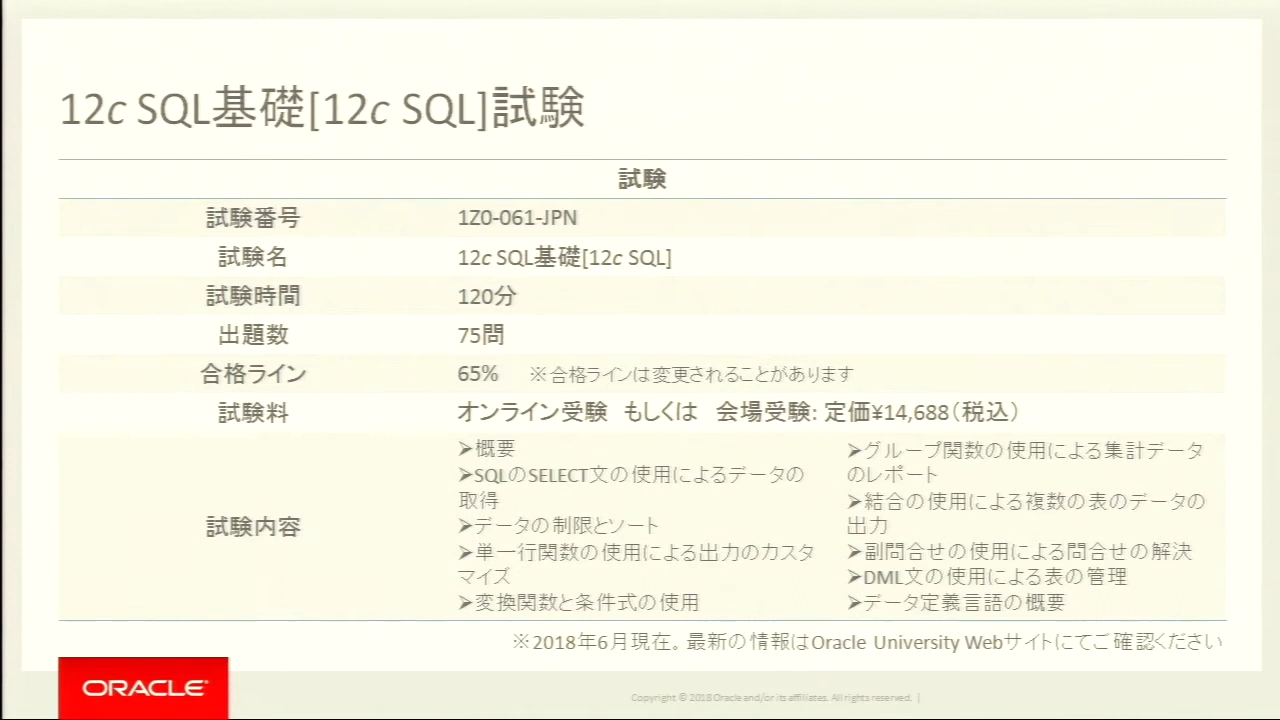 12c SQL基礎[12c SQL]試験
試験
試験番号 1Z0-061-JPN
試験名 12c SQL基礎[12c SQL]
試験時間 120分
出題数 75問
合格ライン 65% ※合格ラインは変更されることがあります
試験料 オンライン受験 もしくは 会場受験: 定価¥14,688(税込)
試験内容
➤概要
➤SQLのSELECT文の使用によるデータの
取得
➤データの制限とソート
➤単一行関数の使用による出力のカスタ
マイズ
➤変換関数と条件式の使用
➤グループ関数の使用による集計データ
のレポート
➤結合の使用による複数の表のデータの
出力
➤副問合せの使用による問合せの解決
➤DML文の使用による表の管理
➤データ定義言語の概要
※2018年6月現在。最新の情報はOracle University Webサイトにてご確認ください
ORACLE®
Copyright © 2018 Oracle and/or its affiliates. All rights reserved. |